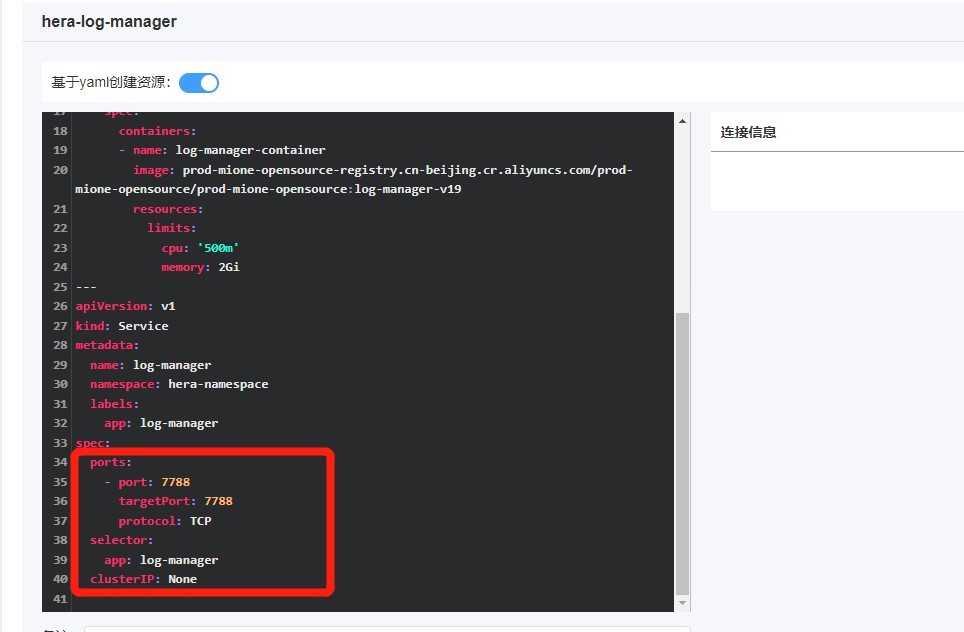 hera-log-manager
基于yaml创建资源：
连接信息
17 spec:
18 containers:
19 - name: log-manager-container
20 image: prod-mione-opensource-registry.cn-beijing.cr.aliyuncs.com/prod-
mione-opensource/prod-mione-opensource:log-manager-v19
21 resources:
22 limits:
23 cpu: '500m'
24 memory: 2Gi
25 ---
26 apiVersion: v1
27 kind: Service
28 metadata:
29 name: log-manager
30 namespace: hera-namespace
31 labels:
32 app: log-manager
33 spec:
34 ports:
35 - port: 7788
36 targetPort: 7788
37 protocol: TCP
38 selector:
39 app: log-manager
40 clusterIP: None
41